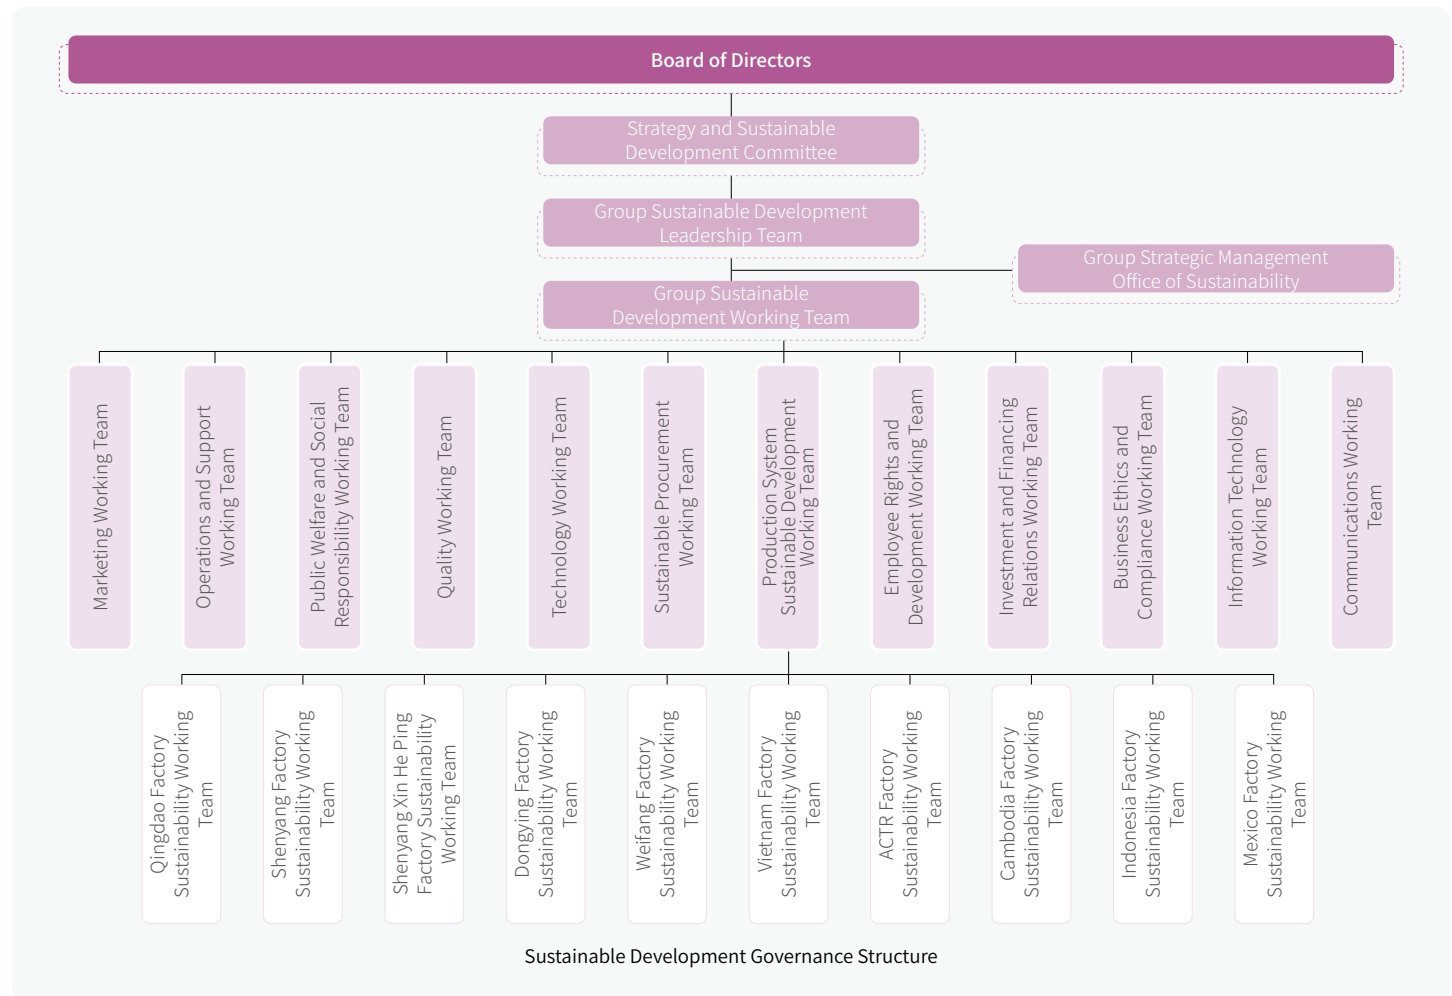 Board of Directors
Strategy and Sustainable
Development Committee
Group Sustainable Development
Leadership Team
Group Strategic Management
Office of Sustainability
Group Sustainable
Development Working Team
Marketing Working Team
Operations and Support
Working Team
Public Welfare and Social
Responsibility Working Team
Quality Working Team
Technology Working Team
Sustainable Procurement
Working Team
Production System
Sustainable Development
Working Team
Employee Rights and
Development Working Team
Investment and Financing
Relations Working Team
Business Ethics and
Compliance Working Team
Information Technology
Working Team
Communications Working
Team
Qingdao Factory
Sustainability Working
Team
Shenyang Factory
Sustainability Working
Team
Shenyang Xin He Ping
Factory Sustainability
Working Team
Dongying Factory
Sustainability Working
Team
Weifang Factory
Sustainability Working
Team
Vietnam Factory
Sustainability Working
Team
ACTR Factory
Sustainability Working
Team
Cambodia Factory
Sustainability Working
Team
Indonesia Factory
Sustainability Working
Team
Mexico Factory
Sustainability Working
Team
Sustainable Development Governance Structure